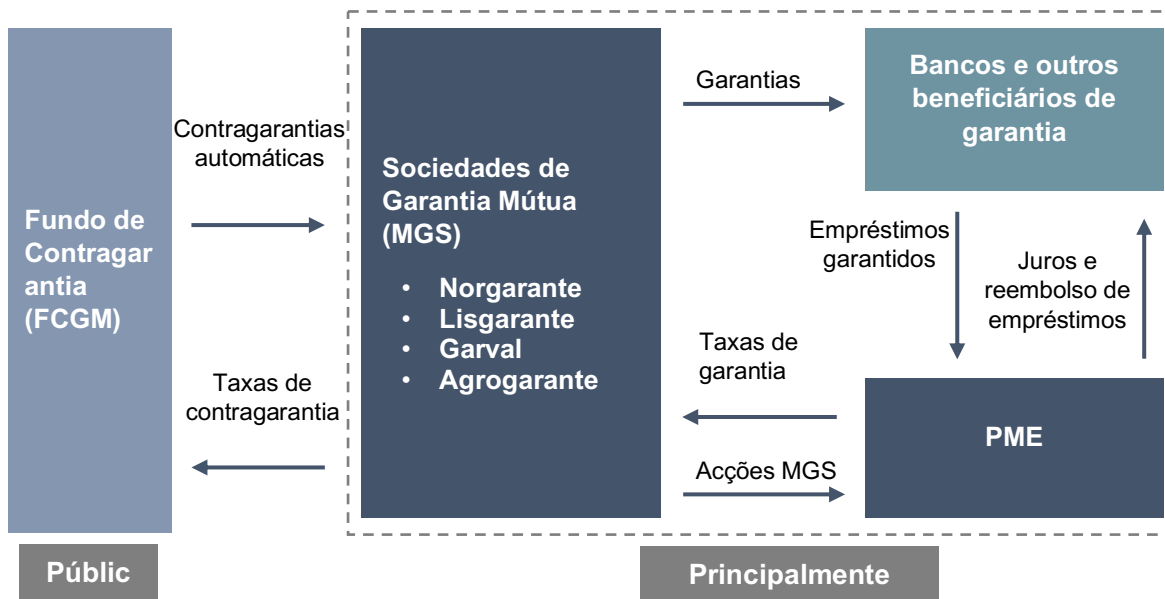 Fundo de
Contragar
antia
(FCGM)
Contragarantias
automáticas
Taxas de
contragarantia
Sociedades de
Garantia Mútua
(MGS)
• Norgarante
• Lisgarante
• Garval
• Agrogarante
Garantias
Bancos e outros
beneficiários de
garantia
Empréstimos
garantidos
Juros e
reembolso de
empréstimos
Taxas de
garantia
Acções MGS
PME
Públic
Principalmente